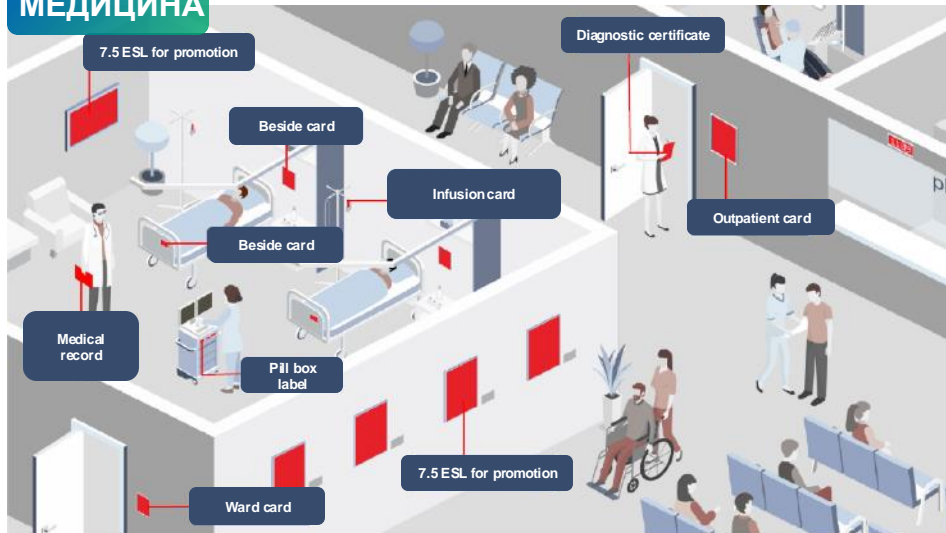 МЕДИЦИНА
7.5 ESL for promotion
Diagnostic certificate
Beside card
Infusion card
Outpatient card
Beside card
Medical
record
Pill box
label
7.5 ESL for promotion
Ward card